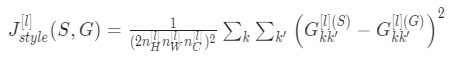 J^{[l]}_{style}(S, G) = \frac{1}{(2n^{[l]}_H n^{[l]}_W n^{[l]}_C)^2} \sum_k \sum_{k'} \left( G^{[l](S)}_{kk'} - G^{[l](G)}_{kk'} \right)^2